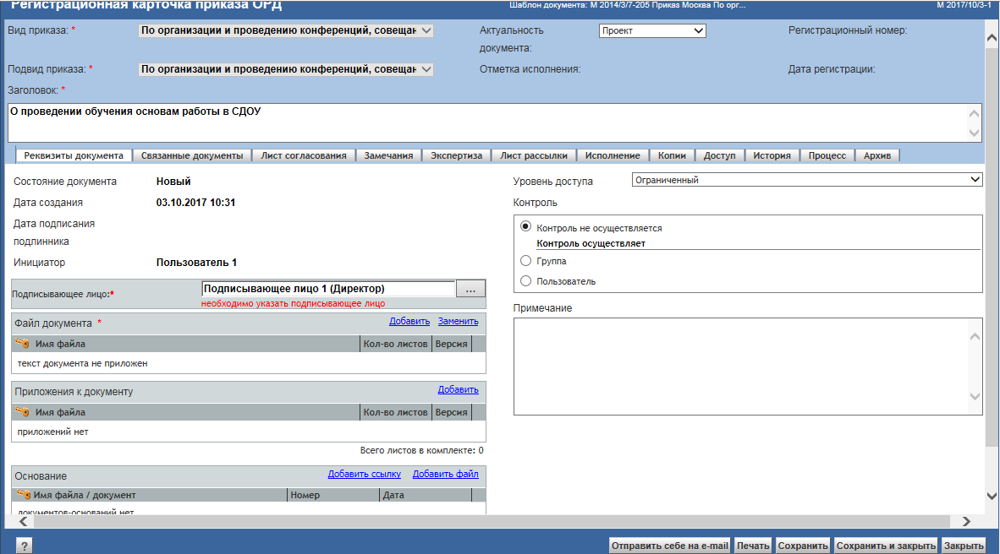 Регистрационная карточка приказа ОРД
Шаблон документа: М 2014/3/7-205 Приказ Москва По орг...
М 2017/10/3-1
Вид приказа: *
По организации и проведению конференций, совещан
Актуальность документа:
Проект
Регистрационный номер:
Подвид приказа: *
По организации и проведению конференций, совещан
Отметка исполнения:
Дата регистрации:
Заголовок: *
О проведении обучения основам работы в СДОУ
Реквизиты документа
Связанные документы
Лист согласования
Замечания
Экспертиза
Лист рассылки
Исполнение
Копии
Доступ
История
Процесс
Архив
Состояние документа
Новый
Дата создания
03.10.2017 10:31
Дата подписания
подлинника
Инициатор
Пользователь 1
Подписывающее лицо:*
Подписывающее лицо 1 (Директор)
...
необходимо указать подписывающее лицо
Файл документа *
Добавить
Заменить
Имя файла
Кол-во листов
Версия
текст документа не приложен
Приложения к документу
Добавить
Имя файла
Кол-во листов
Версия
приложений нет
Всего листов в комплекте: 0
Основание
Добавить ссылку
Добавить файл
Имя файла / документ
Номер
Дата
документов-оснований нет
Уровень доступа
Ограниченный
Контроль
Контроль не осуществляется
Контроль осуществляет
Группа
Пользователь
Примечание
?
Отправить себе на e-mail
Печать
Сохранить
Сохранить и закрыть
Закрыть